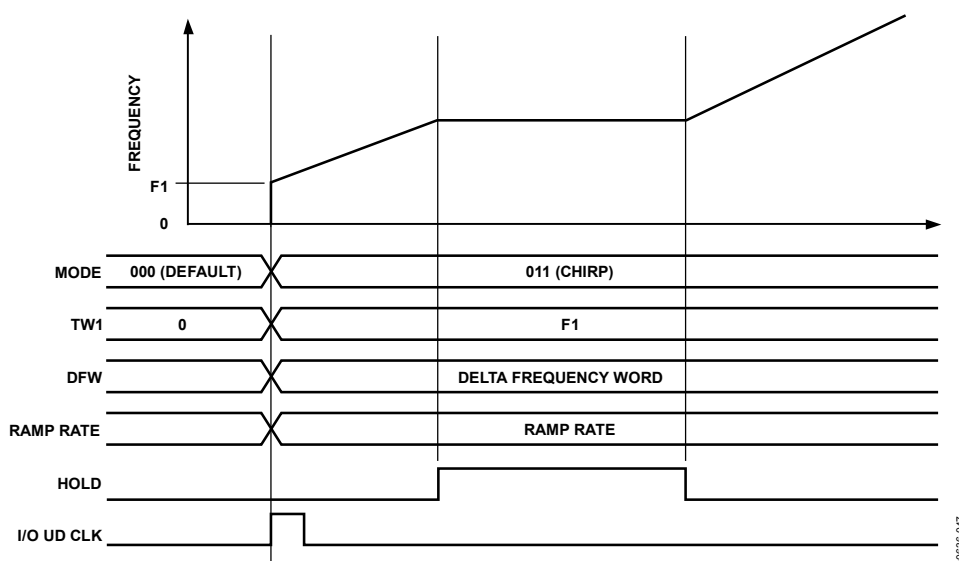 FREQUENCY
F1
0
MODE 000 (DEFAULT) 011 (CHIRP)
TW1 0 F1
DFW DELTA FREQUENCY WORD
RAMP RATE RAMP RATE
HOLD
I/O UD CLK